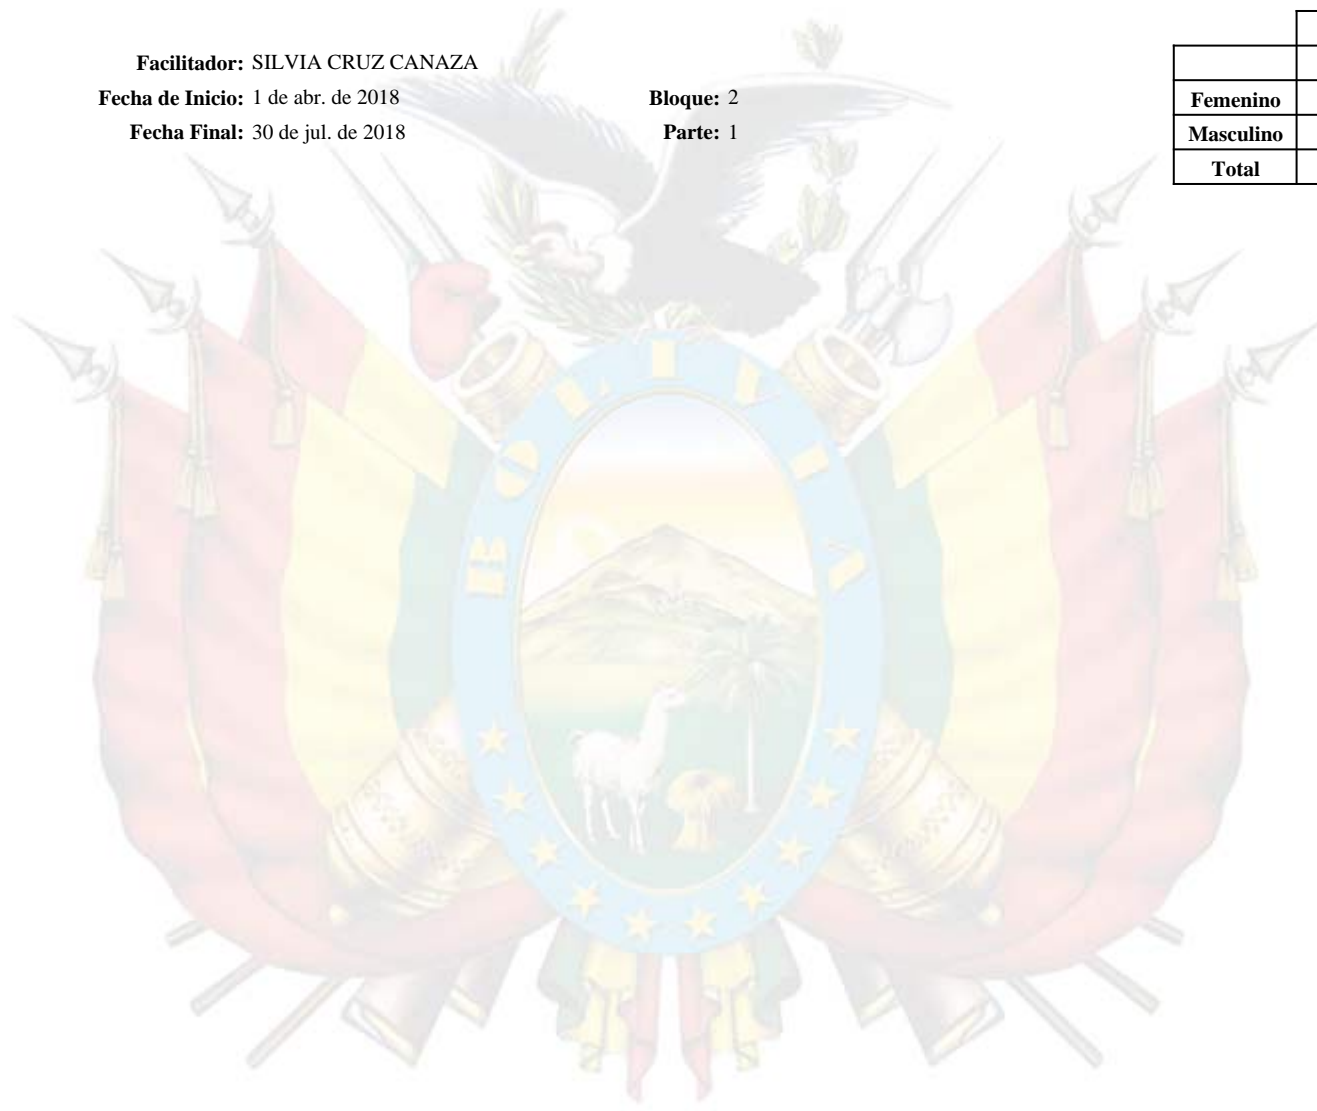 Facilitador: SILVIA CRUZ CANAZA
Fecha de Inicio: 1 de abr. de 2018 Bloque: 2
Fecha Final: 30 de jul. de 2018 Parte: 1
Femenino
Masculino
Total
BOLIVIA